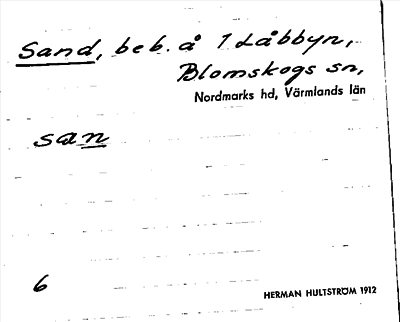 Sand, beb. å 1 Låbbyn,
Blomskogs sn,
Nordmarks hd, Värmlands län
san
6
HERMAN HULTSTRÖM 1912